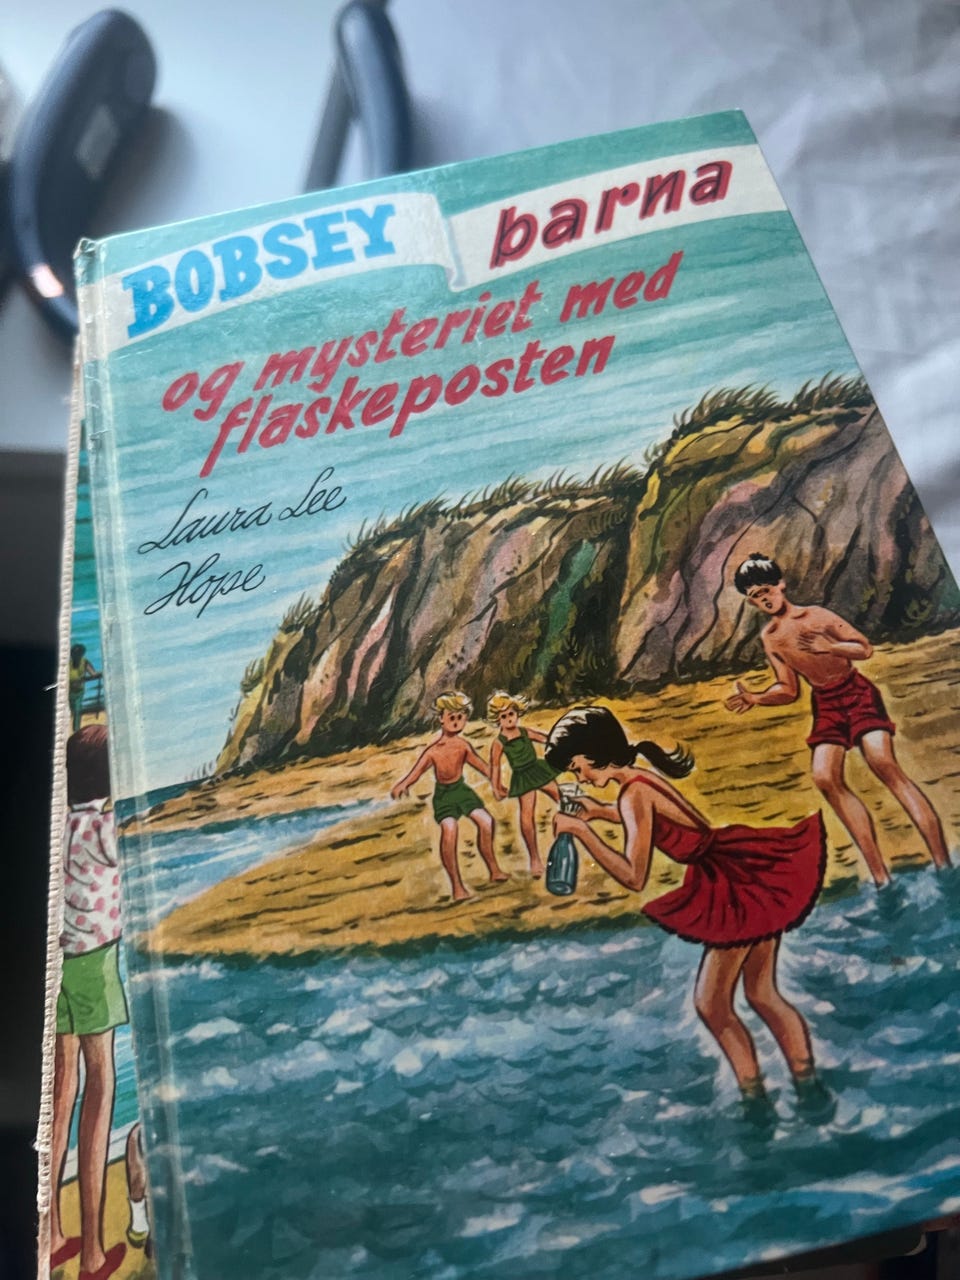 BOBSEY barna
og mysteriet med
flaskeposten
Laura Lee
Hope